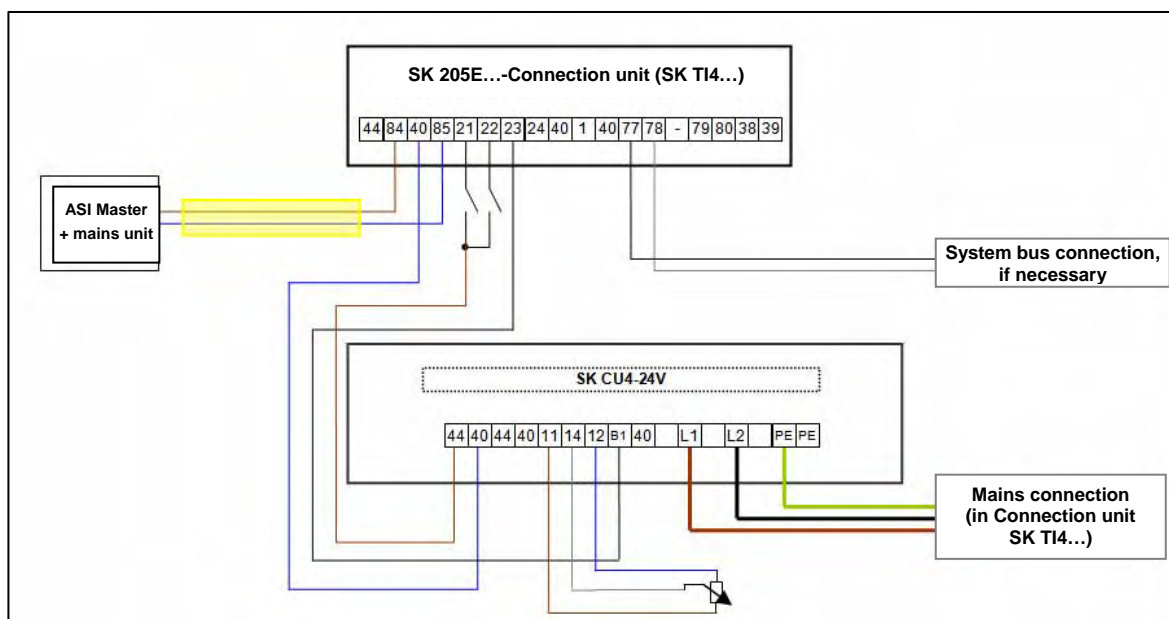 SK 205E…-Connection unit (SK TI4…)
44 84 40 85 21 22 23 24 40 1 40 77 78 - 79 80 38 39
ASI Master
+ mains unit
System bus connection,
if necessary
SK CU4-24V
44 40 44 40 11 14 12 B1 40 L1 L2 PE PE
Mains connection
(in Connection unit
SK TI4…)